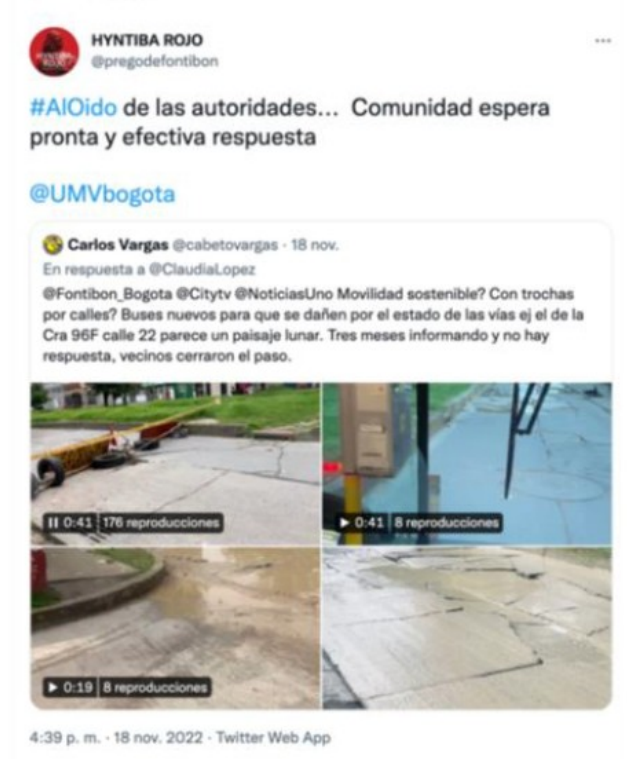 HYNTIBA ROJO
@pregodefontibon
#AlOido de las autoridades... Comunidad espera
pronta y efectiva respuesta
@UMVbogota
Carlos Vargas @cabetovargas · 18 nov.
En respuesta a @ClaudiaLopez
@Fontibon_Bogota @Citytv @NoticiasUno Movilidad sostenible? Con trochas
por calles? Buses nuevos para que se dañen por el estado de las vías ej el de la
Cra 96F calle 22 parece un paisaje lunar. Tres meses informando y no hay
respuesta, vecinos cerraron el paso.
0:41 176 reproducciones
0:41 8 reproducciones
0:19 8 reproducciones
4:39 p. m. · 18 nov. 2022 · Twitter Web App